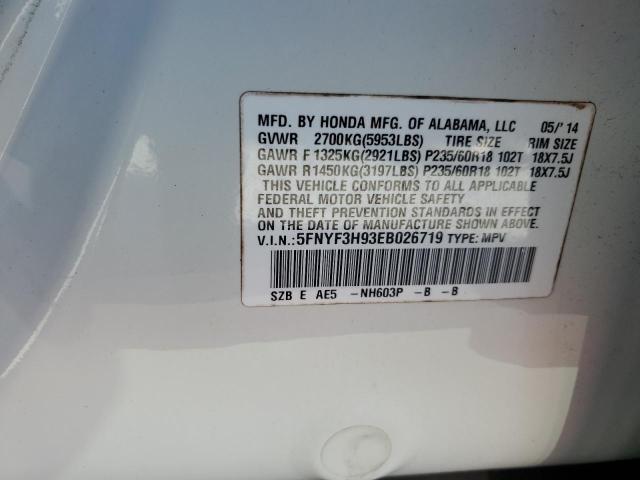 MFD. BY HONDA MFG. OF ALABAMA, LLC 05/'14
GVWR 2700KG(5953LBS) TIRE SIZE RIM SIZE
GAWR F 1325KG(2921LBS) P235/60R18 102T 18X7.5J
GAWR R 1450KG(3197LBS) P235/60R18 102T 18X7.5J
THIS VEHICLE CONFORMS TO ALL APPLICABLE
FEDERAL MOTOR VEHICLE SAFETY
AND THEFT PREVENTION STANDARDS IN EFFECT ON
THE DATE OF MANUFACTURE SHOWN ABOVE.
V.I.N.:5FNYF3H93EB026719 TYPE: MPV
SZB E AE5 -NH603P -B -B